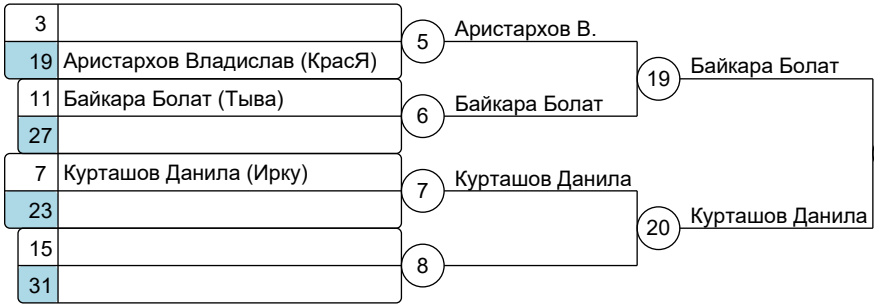 3
19 Аристархов Владислав (КрасЯ)
11 Байкара Болат (Тыва)
27
7 Курташов Данила (Ирку)
23
15
31
5
6
7
8
Аристархов В.
Байкара Болат
Курташов Данила
19
20
Байкара Болат
Курташов Данила